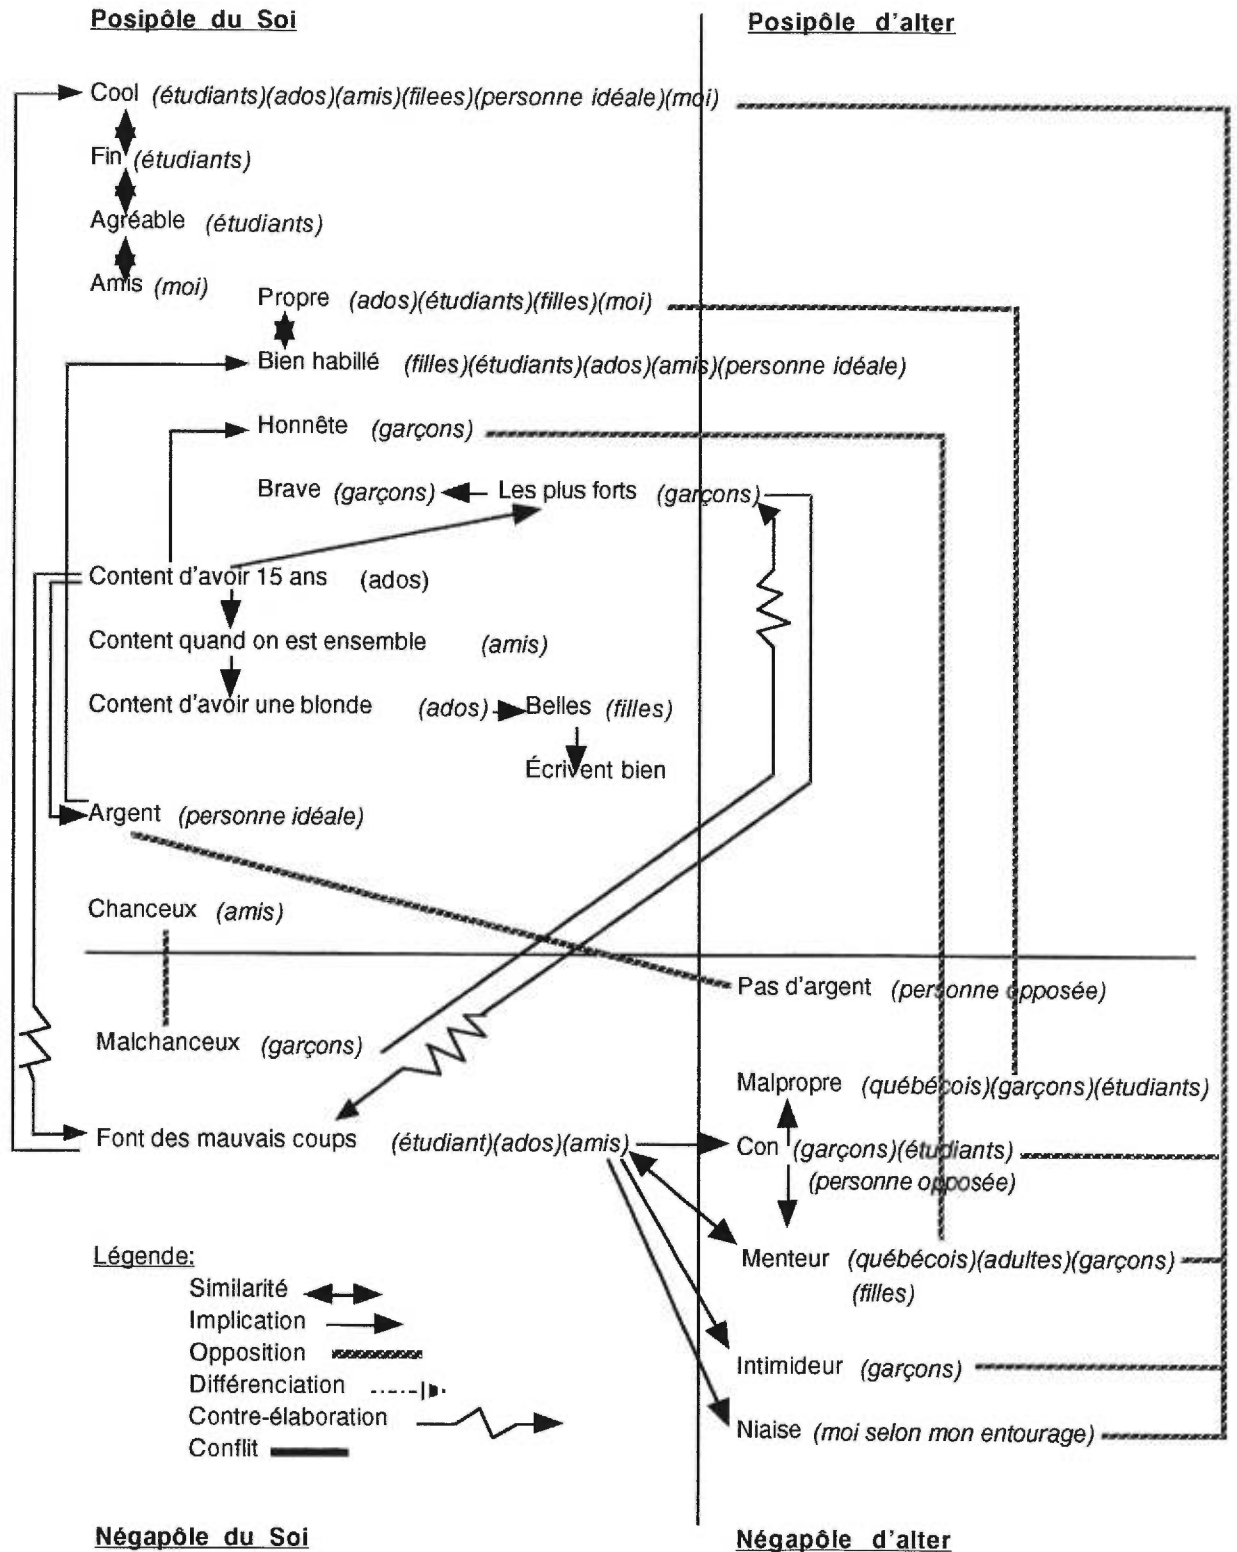 Posipôle du Soi
Posipôle d'alter
Cool (étudiants)(ados)(amis)(filees)(personne idéale)(moi)
Fin (étudiants)
Agréable (étudiants)
Amis (moi)
Propre (ados)(étudiants)(filles)(moi)
Bien habillé (filles)(étudiants)(ados)(amis)(personne idéale)
Honnête (garçons)
Brave (garçons) Les plus forts (garçons)
Content d'avoir 15 ans (ados)
Content quand on est ensemble (amis)
Content d'avoir une blonde (ados) Belles (filles)
Écrivent bien
Argent (personne idéale)
Chanceux (amis)
Pas d'argent (personne opposée)
Malchanceux (garçons)
Malpropre (québécois)(garçons)(étudiants)
Font des mauvais coups (étudiant)(ados)(amis)
Con (garçons)(étudiants)
(personne opposée)
Menteur (québécois)(adultes)(garçons)
(filles)
Intimideur (garçons)
Niaise (moi selon mon entourage)
Légende:
Similarité
Implication
Opposition
Différenciation
Contre-élaboration
Conflit
Négapôle du Soi
Négapôle d'alter